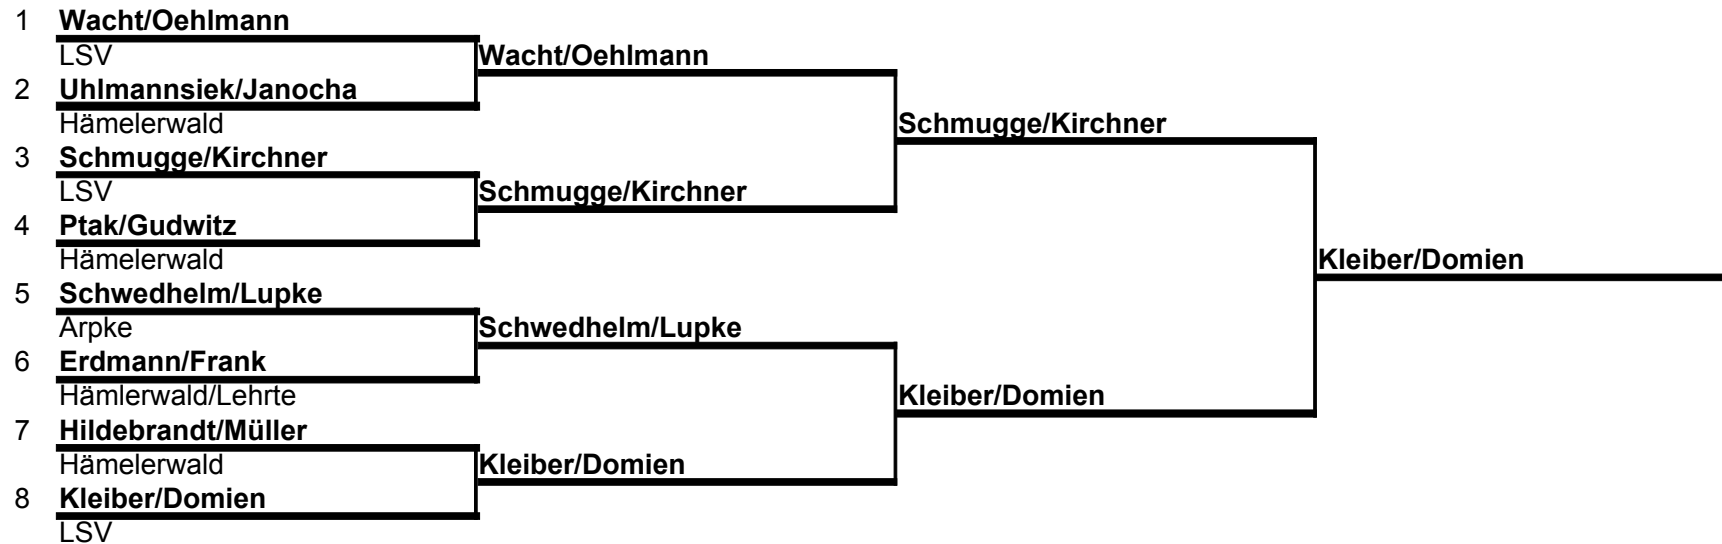 1 Wacht/Oehlmann
LSV Wacht/Oehlmann
2 Uhlmannsiek/Janocha
Hämelerwald Schmugge/Kirchner
3 Schmugge/Kirchner
LSV Schmugge/Kirchner
4 Ptak/Gudwitz
Hämelerwald Kleiber/Domien
5 Schwedhelm/Lupke
Arpke Schwedhelm/Lupke
6 Erdmann/Frank
Hämlerwald/Lehrte Kleiber/Domien
7 Hildebrandt/Müller
Hämelerwald Kleiber/Domien
8 Kleiber/Domien
LSV